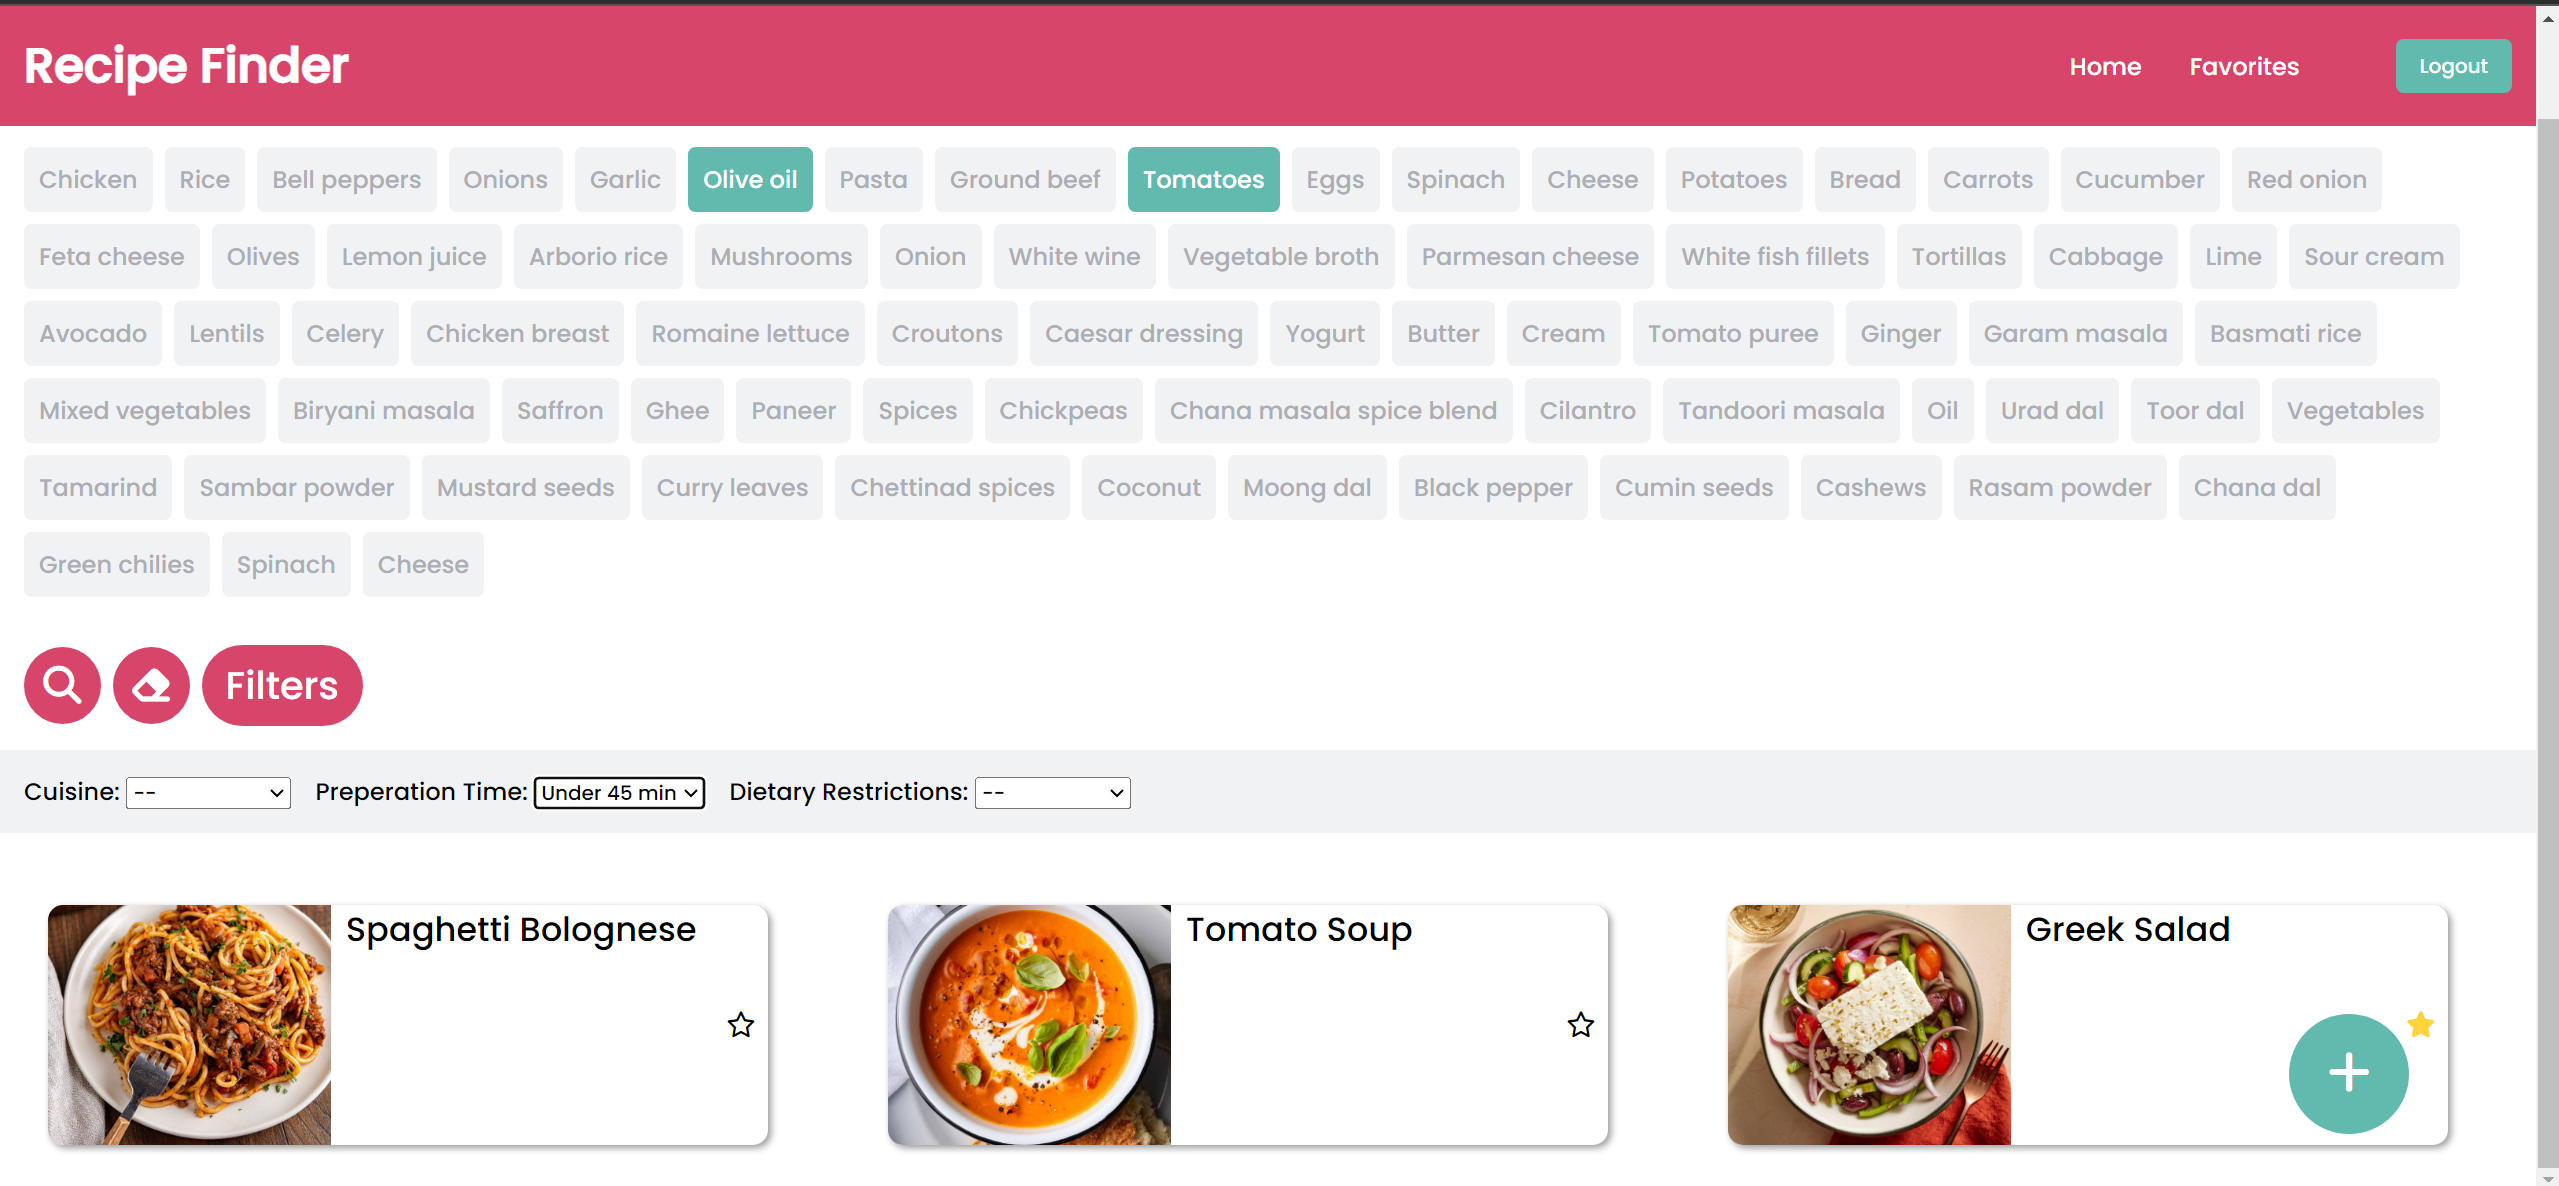 Recipe Finder Home Favorites Logout
Chicken Rice Bell peppers Onions Garlic Olive oil Pasta Ground beef Tomatoes Eggs Spinach Cheese Potatoes Bread Carrots Cucumber Red onion
Feta cheese Olives Lemon juice Arborio rice Mushrooms Onion White wine Vegetable broth Parmesan cheese White fish fillets Tortillas Cabbage Lime Sour cream
Avocado Lentils Celery Chicken breast Romaine lettuce Croutons Caesar dressing Yogurt Butter Cream Tomato puree Ginger Garam masala Basmati rice
Mixed vegetables Biryani masala Saffron Ghee Paneer Spices Chickpeas Chana masala spice blend Cilantro Tandoori masala Oil Urad dal Toor dal Vegetables
Tamarind Sambar powder Mustard seeds Curry leaves Chettinad spices Coconut Moong dal Black pepper Cumin seeds Cashews Rasam powder Chana dal
Green chilies Spinach Cheese
Filters
Cuisine: -- Preperation Time: Under 45 min Dietary Restrictions: --
Spaghetti Bolognese Tomato Soup Greek Salad